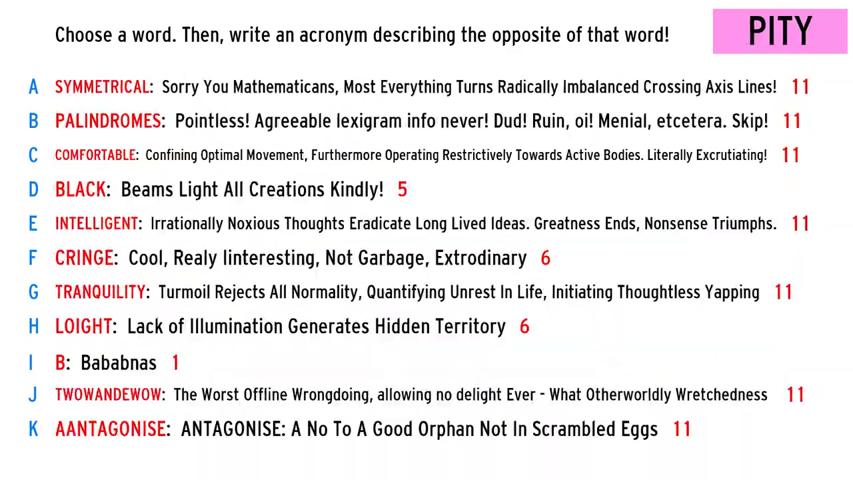 Choose a word. Then, write an acronym describing the opposite of that word!
PITY
A SYMMETRICAL: Sorry You Mathematicans, Most Everything Turns Radically Imbalanced Crossing Axis Lines! 11
B PALINDROMES: Pointless! Agreeable lexigram info never! Dud! Ruin, oi! Menial, etcetera. Skip! 11
C COMFORTABLE: Confining Optimal Movement, Furthermore Operating Restrictively Towards Active Bodies. Literally Excrutiating! 11
D BLACK: Beams Light All Creations Kindly! 5
E INTELLIGENT: Irrationally Noxious Thoughts Eradicate Long Lived Ideas. Greatness Ends, Nonsense Triumphs. 11
F CRINGE: Cool, Realy Iinteresting, Not Garbage, Extrodinary 6
G TRANQUILITY: Turmoil Rejects All Normality, Quantifying Unrest In Life, Initiating Thoughtless Yapping 11
H LOIGHT: Lack of Illumination Generates Hidden Territory 6
I B: Bababnas 1
J TWOWANDEWOW: The Worst Offline Wrongdoing, allowing no delight Ever - What Otherworldly Wretchedness 11
K AANTAGONISE: ANTAGONISE: A No To A Good Orphan Not In Scrambled Eggs 11